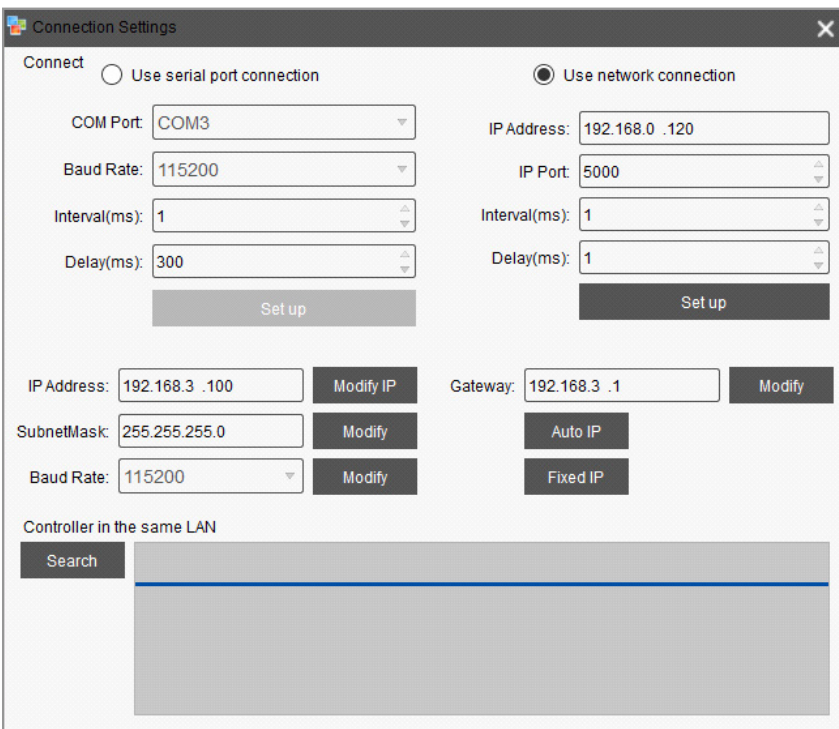 Connection Settings
Connect
Use serial port connection
Use network connection
COM Port: COM3
IP Address: 192.168.0 .120
Baud Rate: 115200
IP Port: 5000
Interval(ms): 1
Interval(ms): 1
Delay(ms): 300
Delay(ms): 1
Set up
Set up
IP Address: 192.168.3 .100 Modify IP
Gateway: 192.168.3 .1 Modify
SubnetMask: 255.255.255.0 Modify
Auto IP
Baud Rate: 115200 Modify
Fixed IP
Controller in the same LAN
Search